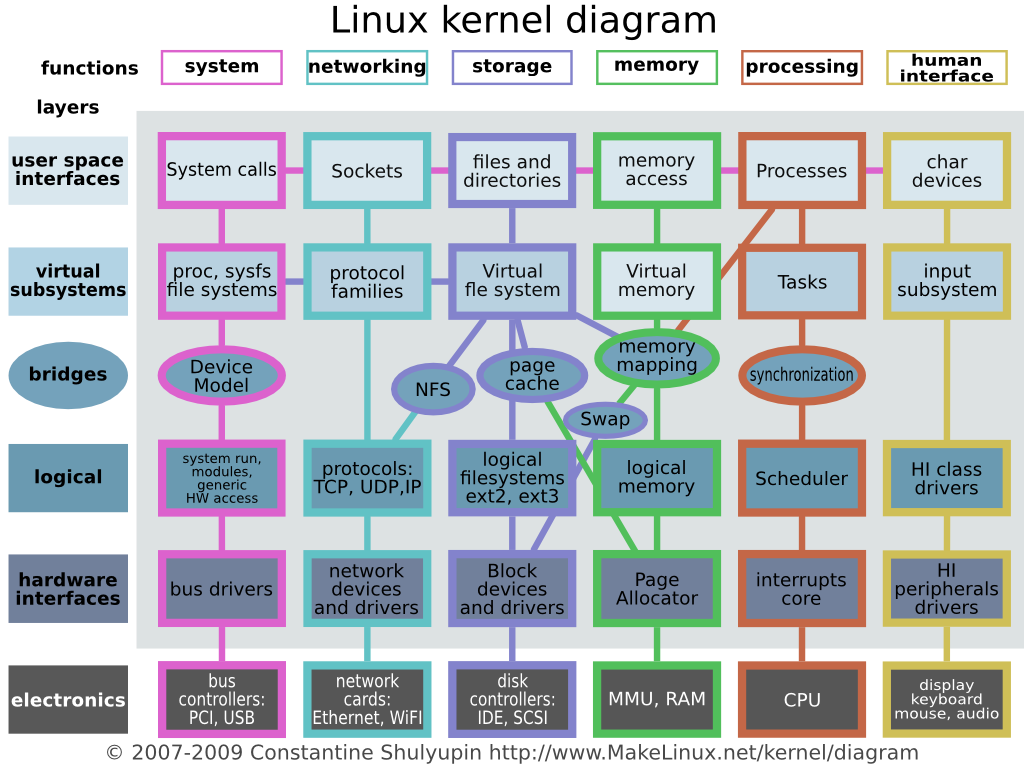 Linux kernel diagram
functions
system
networking
storage
memory
processing
human
interface
layers
user space
interfaces
System calls
Sockets
files and
directories
memory
access
Processes
char
devices
virtual
subsystems
proc, sysfs
file systems
protocol
families
Virtual
fle system
Virtual
memory
Tasks
input
subsystem
bridges
Device
Model
NFS
page
cache
memory
mapping
Swap
synchronization
logical
system run,
modules,
generic
HW access
protocols:
TCP, UDP,IP
logical
filesystems
ext2, ext3
logical
memory
Scheduler
HI class
drivers
hardware
interfaces
bus drivers
network
devices
and drivers
Block
devices
and drivers
Page
Allocator
interrupts
core
HI
peripherals
drivers
electronics
bus
controllers:
PCI, USB
network
cards:
Ethernet, WiFI
disk
controllers:
IDE, SCSI
MMU, RAM
CPU
display
keyboard
mouse, audio
© 2007-2009 Constantine Shulyupin http://www.MakeLinux.net/kernel/diagram